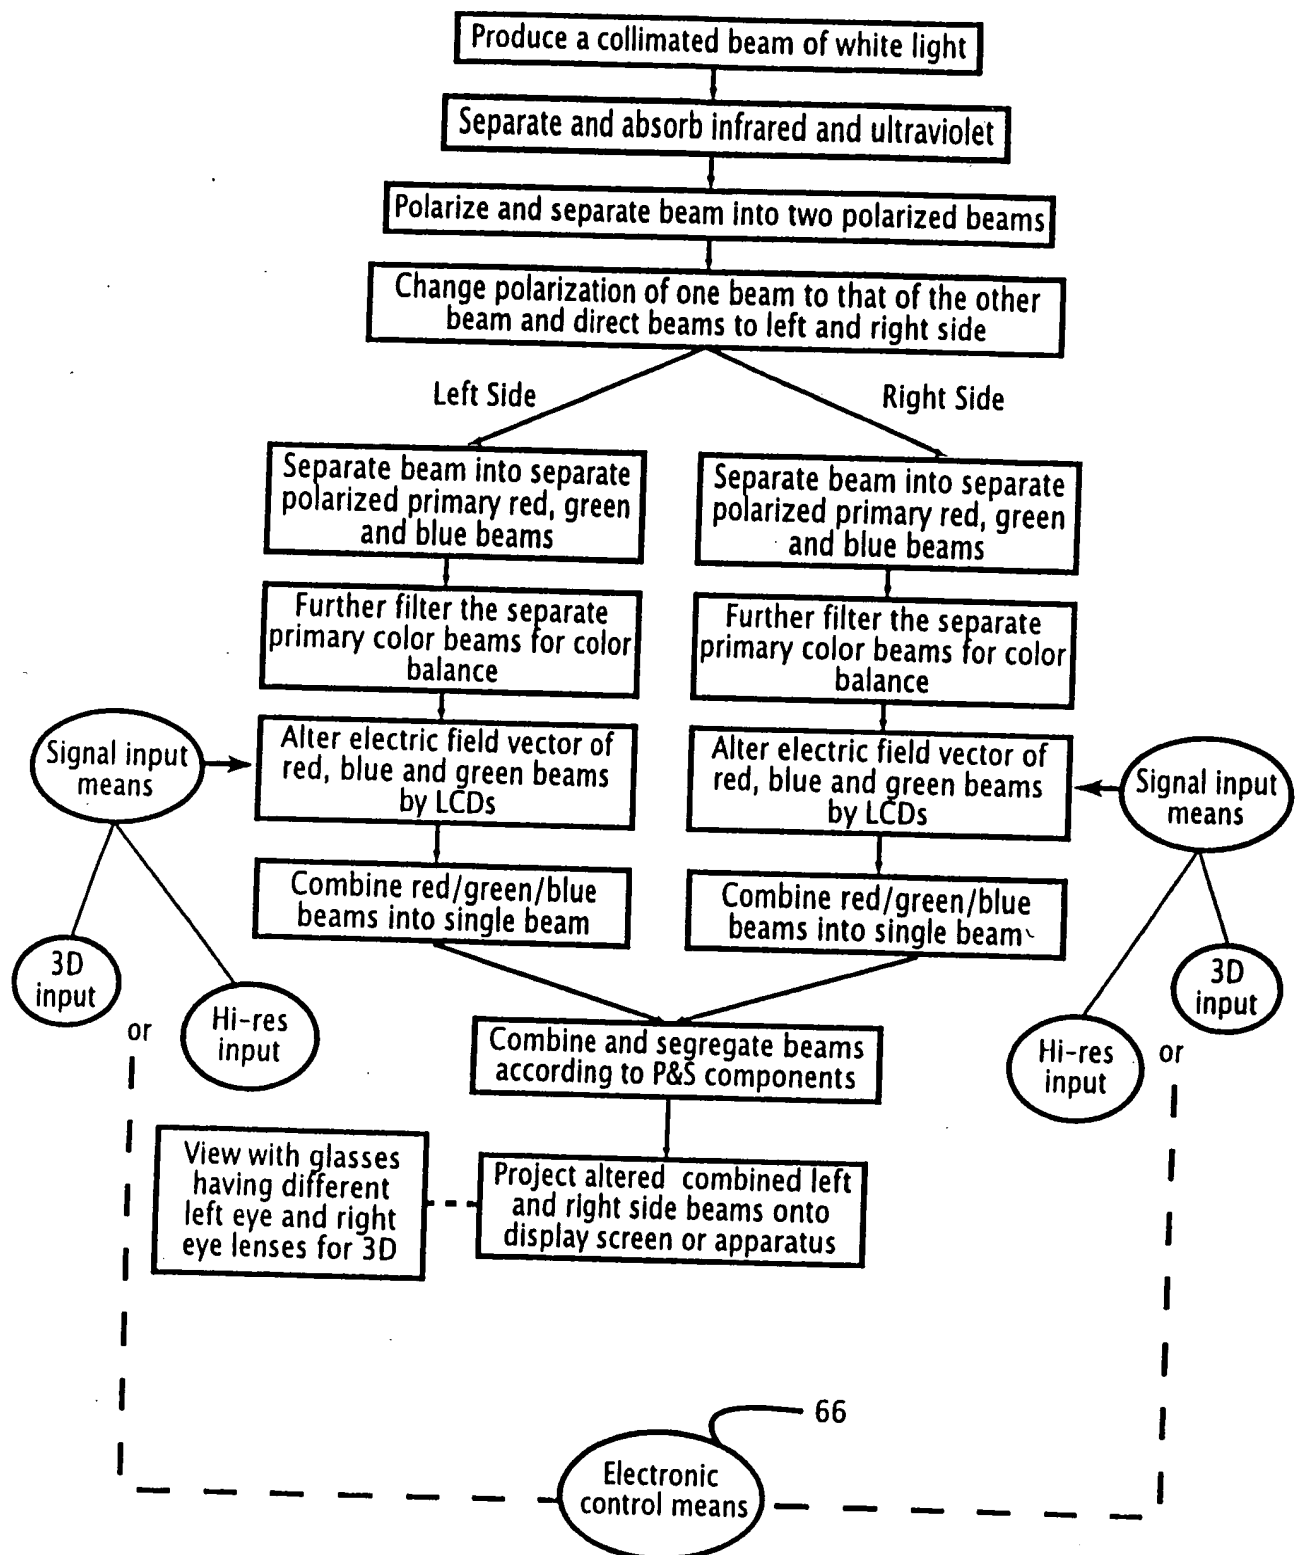 Produce a collimated beam of white light
Separate and absorb infrared and ultraviolet
Polarize and separate beam into two polarized beams
Change polarization of one beam to that of the other
beam and direct beams to left and right side
Left Side
Right Side
Separate beam into separate
polarized primary red, green
and blue beams
Separate beam into separate
polarized primary red, green
and blue beams
Further filter the separate
primary color beams for color
balance
Further filter the separate
primary color beams for color
balance
Signal input
means
Alter electric field vector of
red, blue and green beams
by LCDs
Alter electric field vector of
red, blue and green beams
by LCDs
Signal input
means
Combine red/green/blue
beams into single beam
Combine red/green/blue
beams into single beam
3D
input
or
Hi-res
input
Hi-res
input
or
3D
input
Combine and segregate beams
according to P&S components
View with glasses
having different
left eye and right
eye lenses for 3D
Project altered combined left
and right side beams onto
display screen or apparatus
66
Electronic
control means